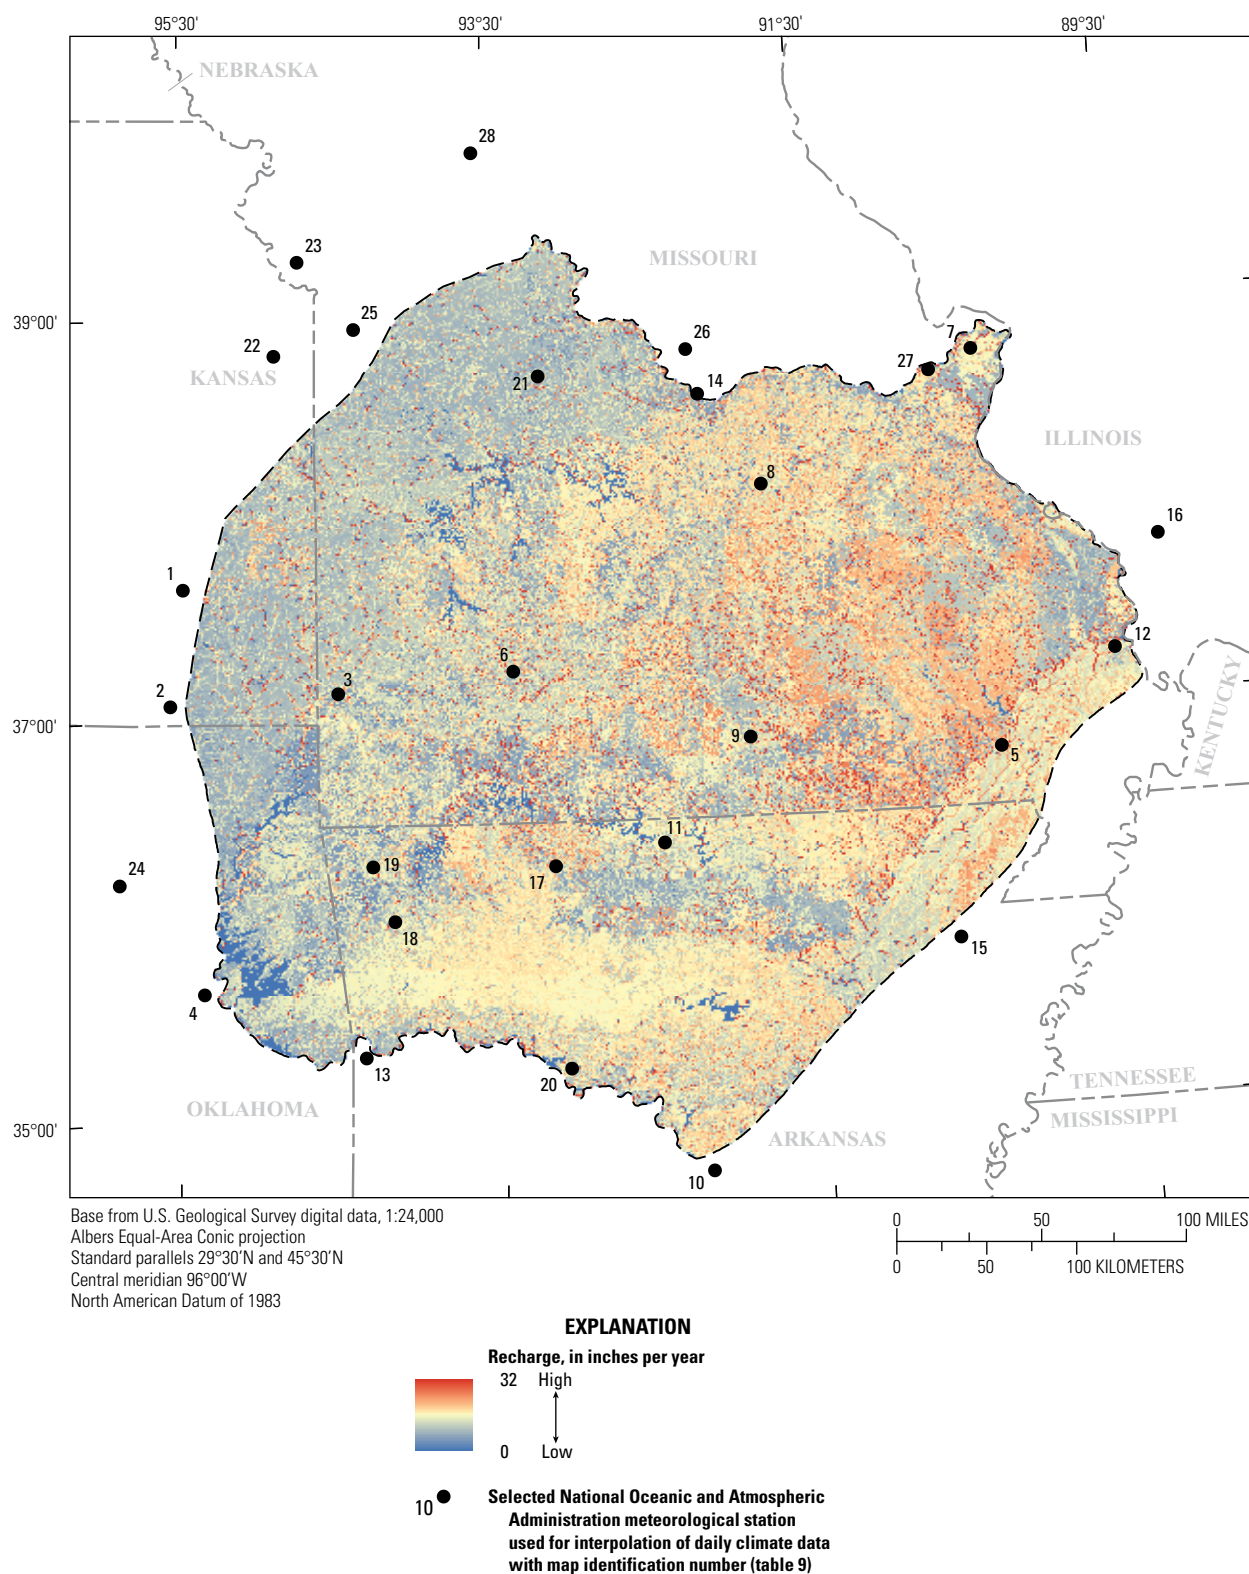 95°30'
93°30'
91°30'
89°30'
NEBRASKA
28
23
MISSOURI
39°00'
25
26
7
22
27
KANSAS
21
14
ILLINOIS
8
16
1
12
6
3
2
KENTUCKY
37°00'
9
5
11
24
19
17
18
15
4
13
20
TENNESSEE
OKLAHOMA
MISSISSIPPI
35°00'
ARKANSAS
10
Base from U.S. Geological Survey digital data, 1:24,000
Albers Equal-Area Conic projection
Standard parallels 29°30'N and 45°30'N
Central meridian 96°00'W
North American Datum of 1983
0 50 100 MILES
0 50 100 KILOMETERS
EXPLANATION
Recharge, in inches per year
32 High
0 Low
10 Selected National Oceanic and Atmospheric
Administration meteorological station
used for interpolation of daily climate data
with map identification number (table 9)